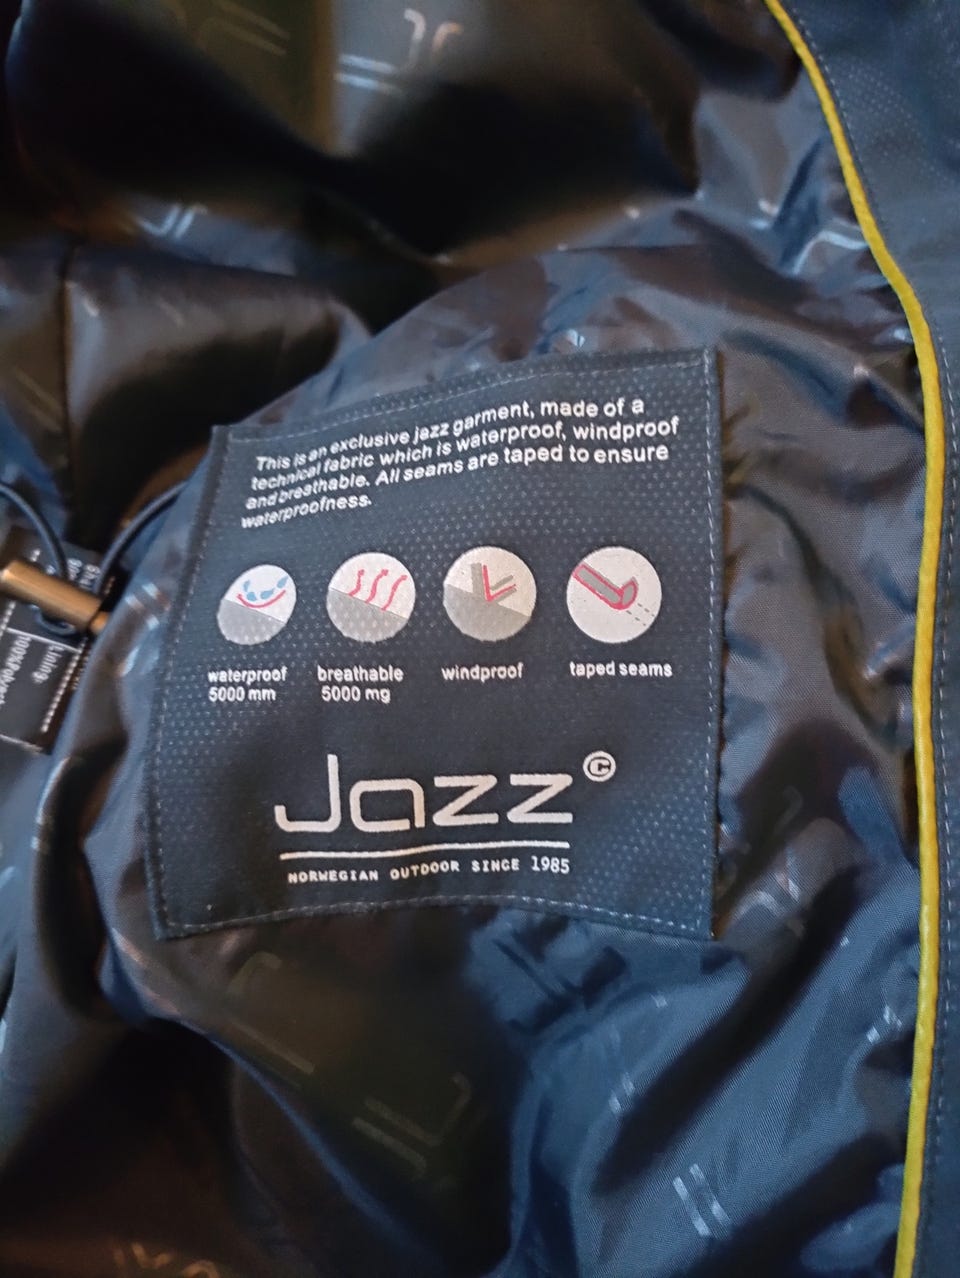 This is an exclusive jazz garment, made of a
technical fabric which is waterproof, windproof
and breathable. All seams are taped to ensure
waterproofness.
waterproof
5000 mm
breathable
5000 mg
windproof
taped seams
Jazz©
NORWEGIAN OUTDOOR SINCE 1985
Lining: